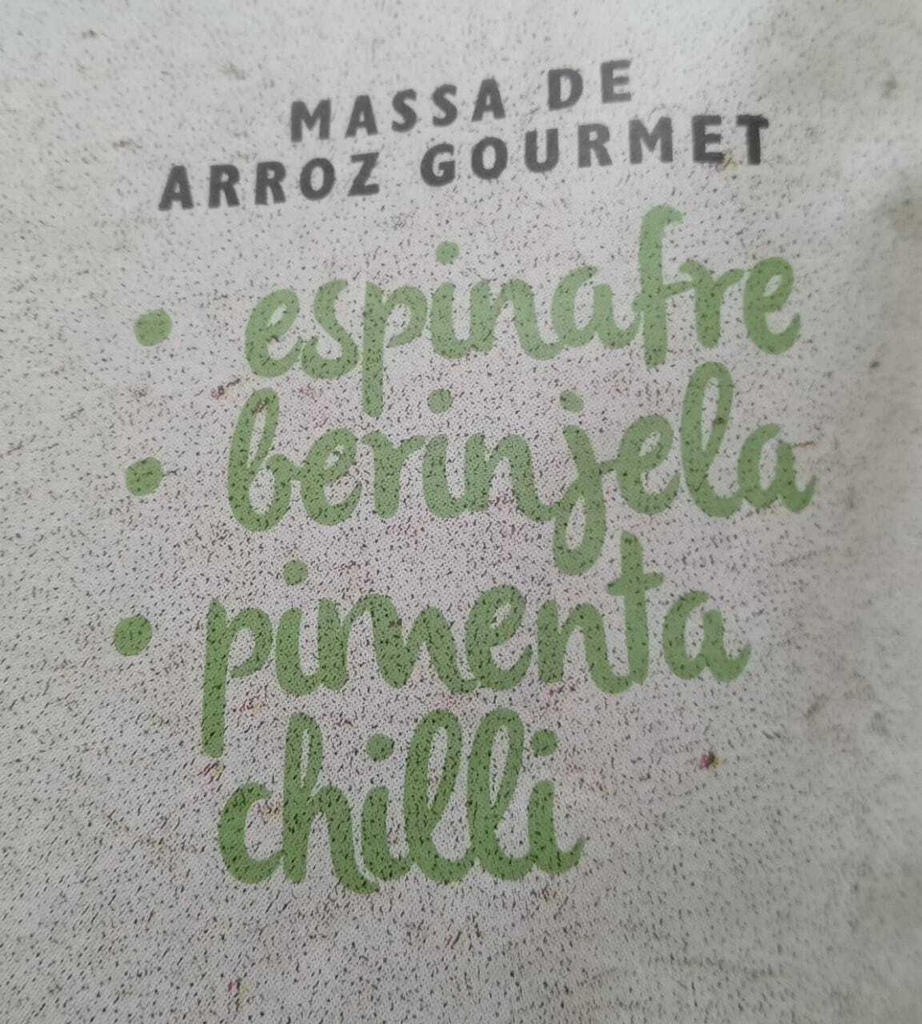 MASSA DE
ARROZ GOURMET
• espinafre
• berinjela
• pimenta
chilli